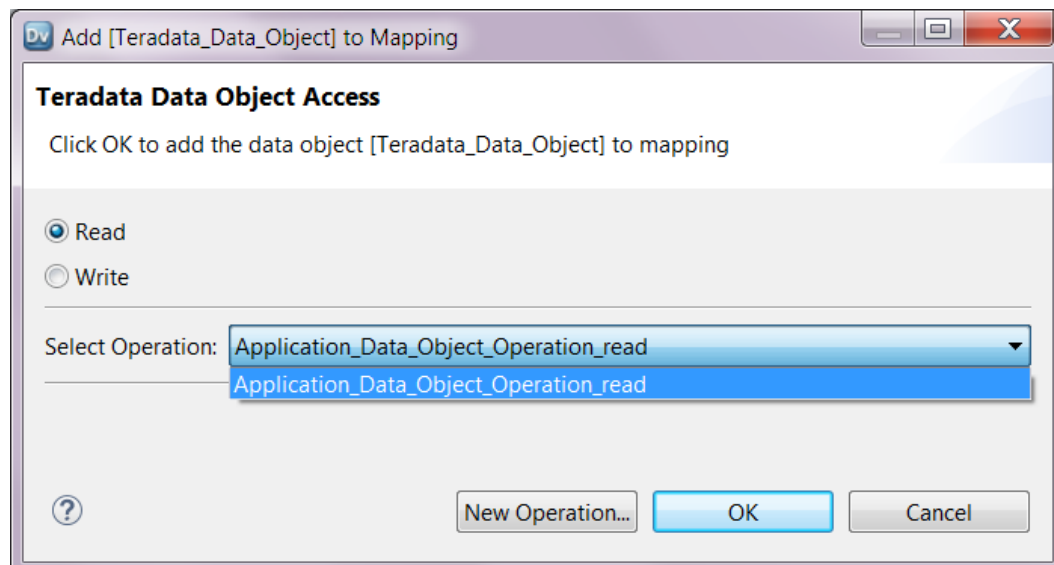 Dv Add [Teradata_Data_Object] to Mapping
X
Teradata Data Object Access
Click OK to add the data object [Teradata_Data_Object] to mapping
Read
Write
Select Operation: Application_Data_Object_Operation_read
Application_Data_Object_Operation_read
? New Operation... OK Cancel